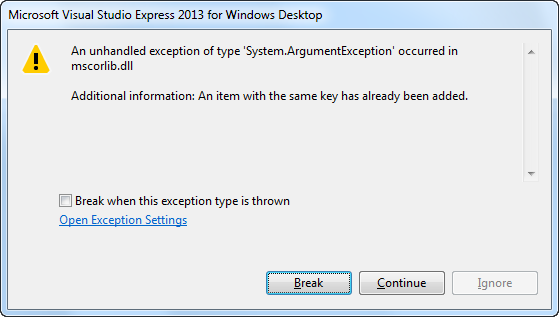 Microsoft Visual Studio Express 2013 for Windows Desktop
An unhandled exception of type 'System.ArgumentException' occurred in
mscorlib.dll
Additional information: An item with the same key has already been added.
Break when this exception type is thrown
Open Exception Settings
Break Continue Ignore